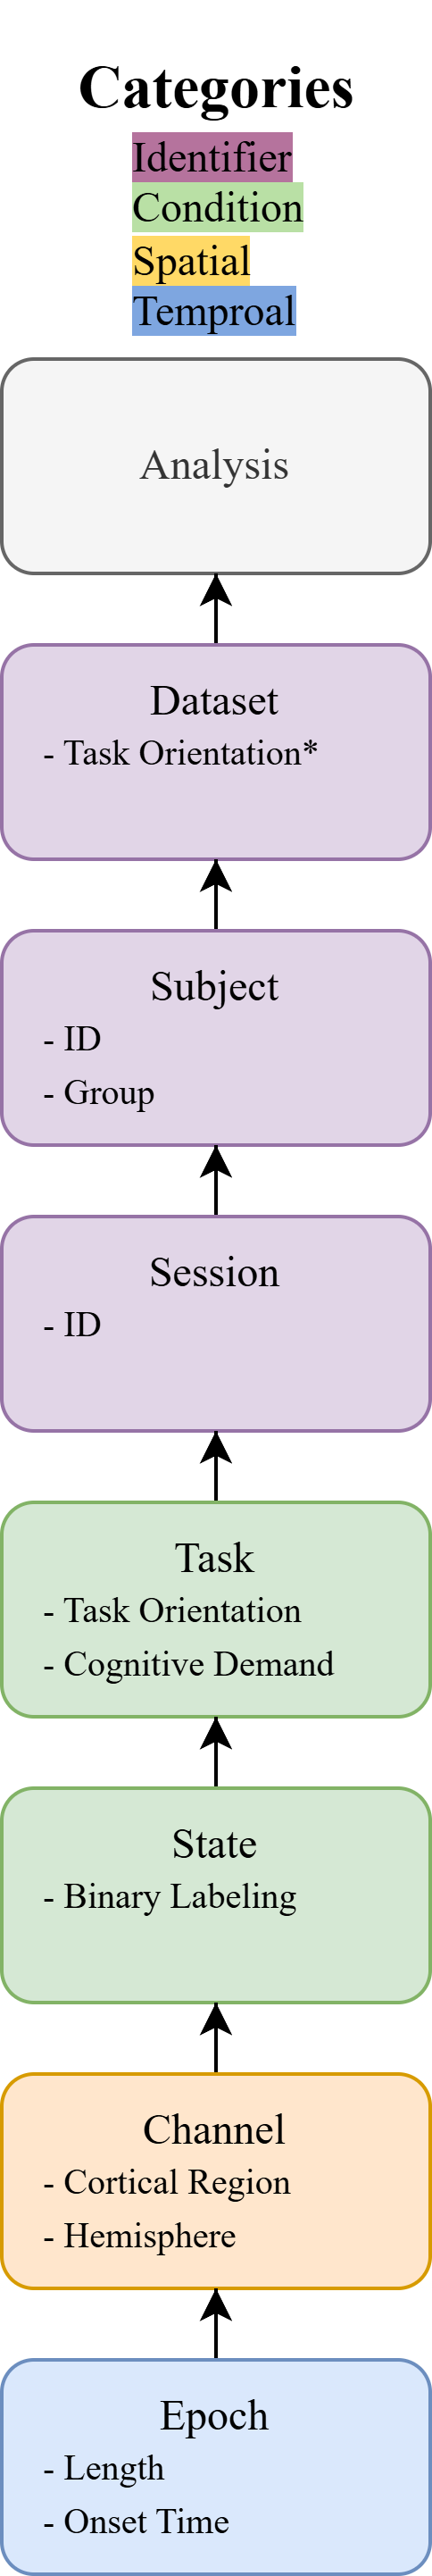 Categories
Identifier
Condition
Spatial
Temproal
Analysis
Dataset
- Task Orientation*
Subject
- ID
- Group
Session
- ID
Task
- Task Orientation
- Cognitive Demand
State
- Binary Labeling
Channel
- Cortical Region
- Hemisphere
Epoch
- Length
- Onset Time